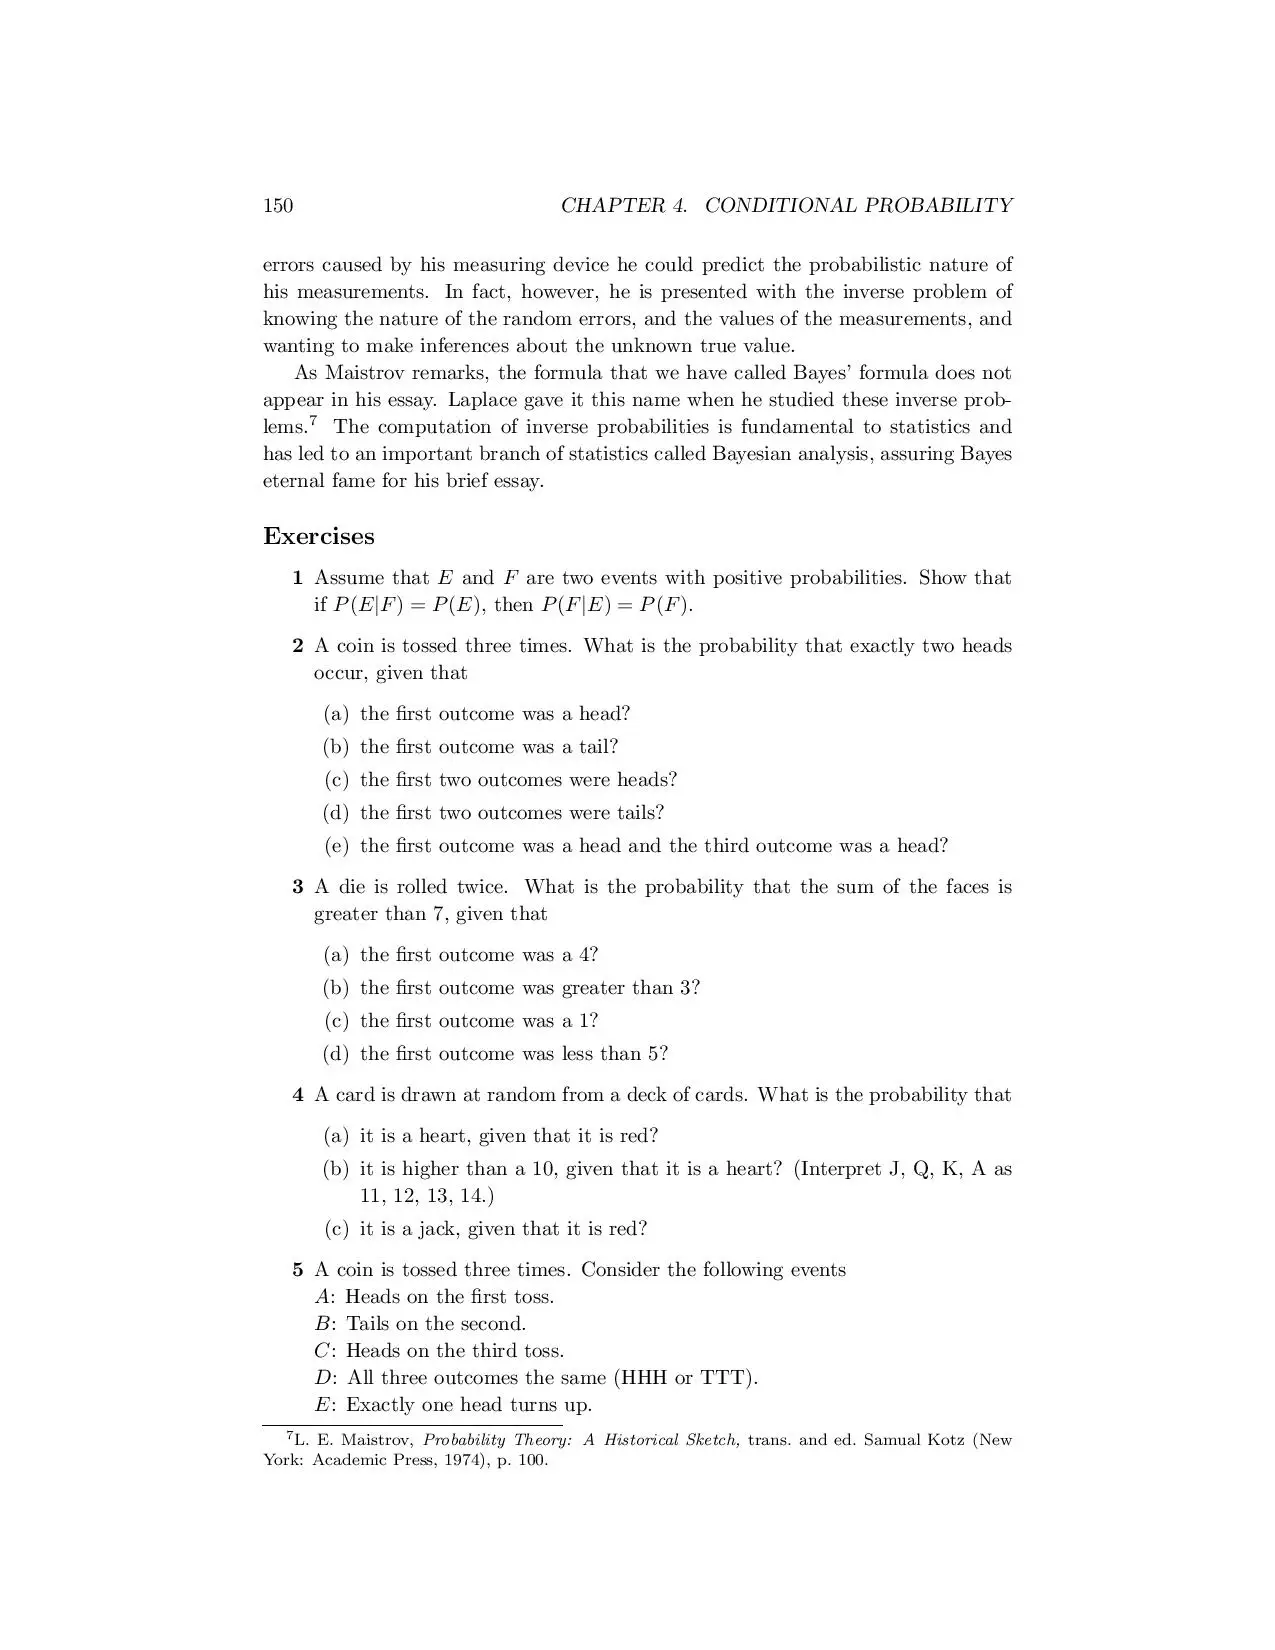 150 CHAPTER 4. CONDITIONAL PROBABILITY
errors caused by his measuring device he could predict the probabilistic nature of
his measurements. In fact, however, he is presented with the inverse problem of
knowing the nature of the random errors, and the values of the measurements, and
wanting to make inferences about the unknown true value.
As Maistrov remarks, the formula that we have called Bayes’ formula does not
appear in his essay. Laplace gave it this name when he studied these inverse prob-
lems.⁷ The computation of inverse probabilities is fundamental to statistics and
has led to an important branch of statistics called Bayesian analysis, assuring Bayes
eternal fame for his brief essay.
Exercises
1 Assume that E and F are two events with positive probabilities. Show that
if P(E|F) = P(E), then P(F|E) = P(F).
2 A coin is tossed three times. What is the probability that exactly two heads
occur, given that
(a) the first outcome was a head?
(b) the first outcome was a tail?
(c) the first two outcomes were heads?
(d) the first two outcomes were tails?
(e) the first outcome was a head and the third outcome was a head?
3 A die is rolled twice. What is the probability that the sum of the faces is
greater than 7, given that
(a) the first outcome was a 4?
(b) the first outcome was greater than 3?
(c) the first outcome was a 1?
(d) the first outcome was less than 5?
4 A card is drawn at random from a deck of cards. What is the probability that
(a) it is a heart, given that it is red?
(b) it is higher than a 10, given that it is a heart? (Interpret J, Q, K, A as
11, 12, 13, 14.)
(c) it is a jack, given that it is red?
5 A coin is tossed three times. Consider the following events
A: Heads on the first toss.
B: Tails on the second.
C: Heads on the third toss.
D: All three outcomes the same (HHH or TTT).
E: Exactly one head turns up.
⁷L. E. Maistrov, Probability Theory: A Historical Sketch, trans. and ed. Samual Kotz (New
York: Academic Press, 1974), p. 100.